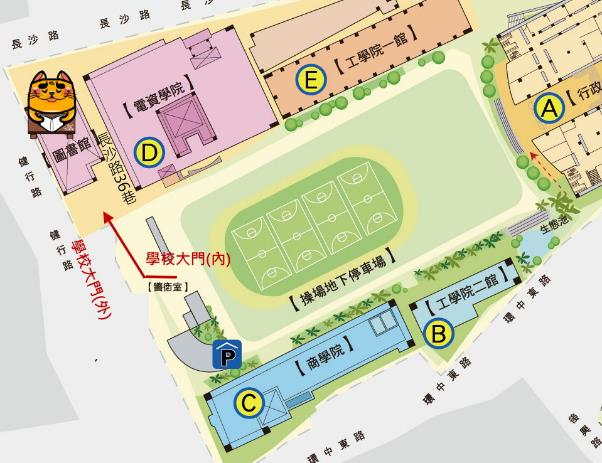 長沙路
長沙路
長沙
【工學院一館】
E
【電資學院】
【行政
A
D
圖書館
長沙路36巷
健行路
健行路
學校大門(外)
學校大門(內)
【警衛室】
【操場地下停車場】
生態池
【工學院二館】
B
環中東路
P
【商學院】
C
環中東路
環中東路
後興路